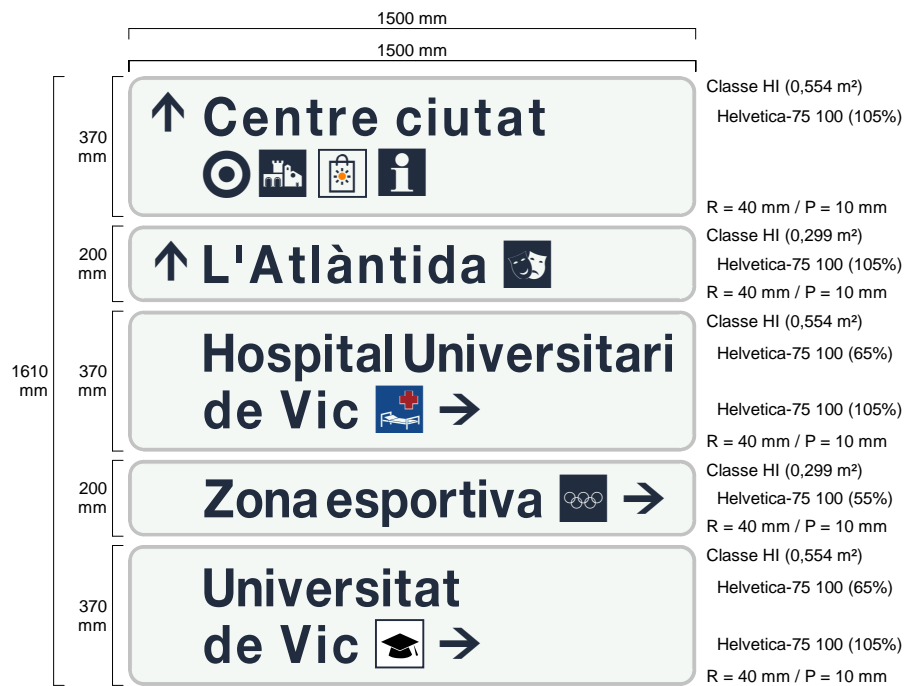 1500 mm
1500 mm
1610 mm
370 mm
Centre ciutat
Classe HI (0,554 m²)
Helvetica-75 100 (105%)
R = 40 mm / P = 10 mm
200 mm
L'Atlàntida
Classe HI (0,299 m²)
Helvetica-75 100 (105%)
R = 40 mm / P = 10 mm
370 mm
Hospital Universitari
de Vic
Classe HI (0,554 m²)
Helvetica-75 100 (65%)
Helvetica-75 100 (105%)
R = 40 mm / P = 10 mm
200 mm
Zona esportiva
Classe HI (0,299 m²)
Helvetica-75 100 (55%)
R = 40 mm / P = 10 mm
370 mm
Universitat
de Vic
Classe HI (0,554 m²)
Helvetica-75 100 (65%)
Helvetica-75 100 (105%)
R = 40 mm / P = 10 mm